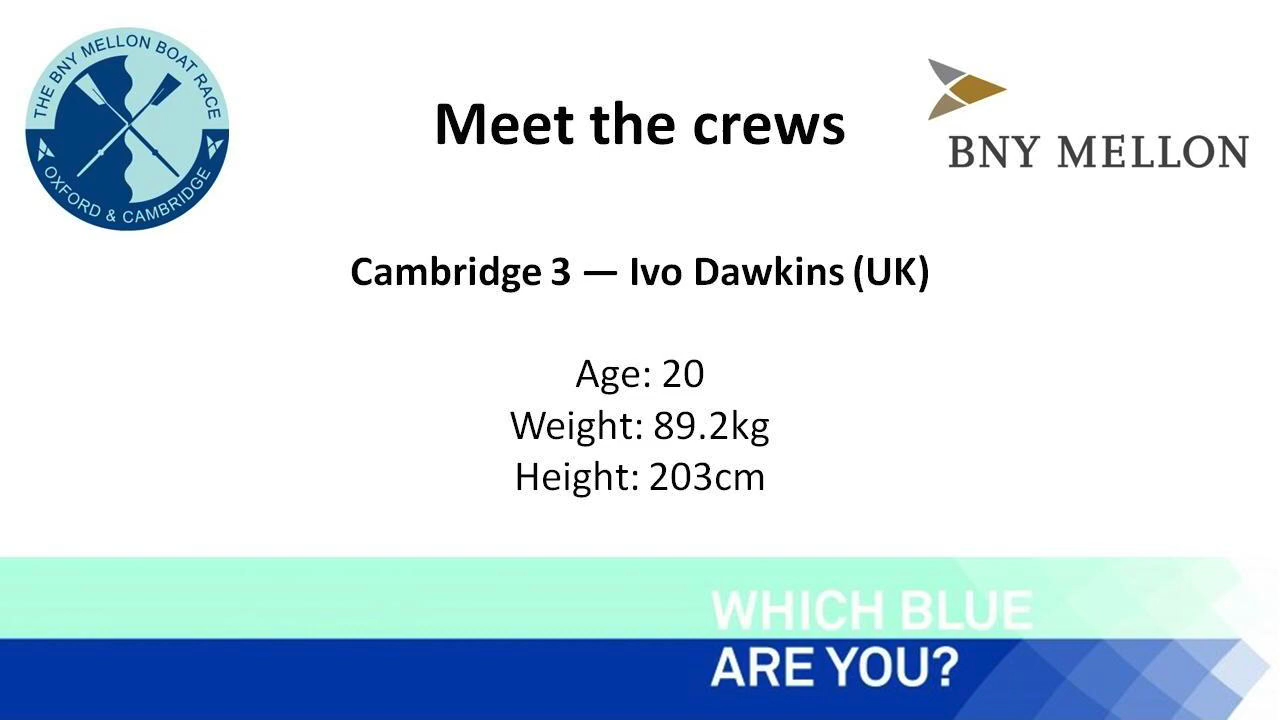 THE BNY MELLON BOAT RACE
OXFORD & CAMBRIDGE
Meet the crews
BNY MELLON
Cambridge 3 — Ivo Dawkins (UK)
Age: 20
Weight: 89.2kg
Height: 203cm
WHICH BLUE
ARE YOU?